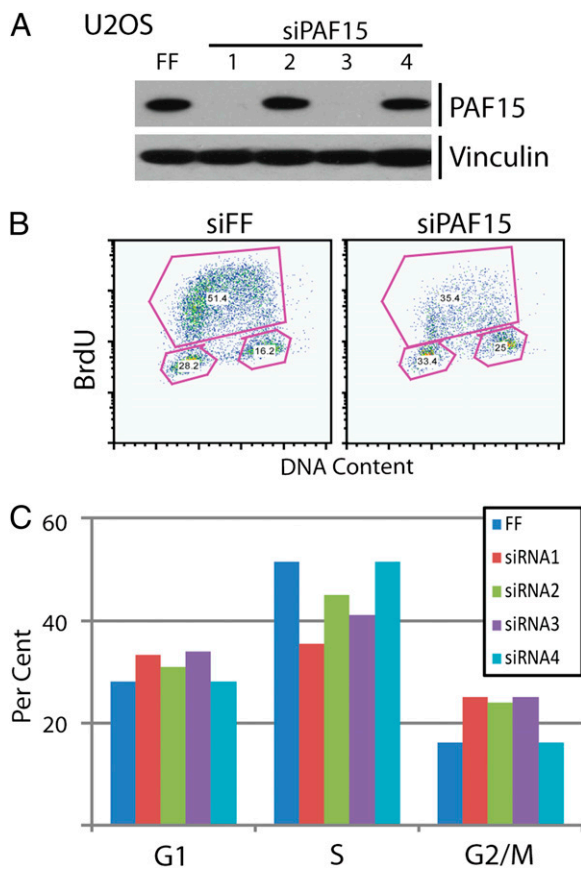 A
U2OS
siPAF15
FF 1 2 3 4
PAF15
Vinculin
B
siFF
siPAF15
51.4
28.2
16.2
35.4
33.4
25
BrdU
DNA Content
C
60
40
20
Per Cent
FF
siRNA1
siRNA2
siRNA3
siRNA4
G1 S G2/M